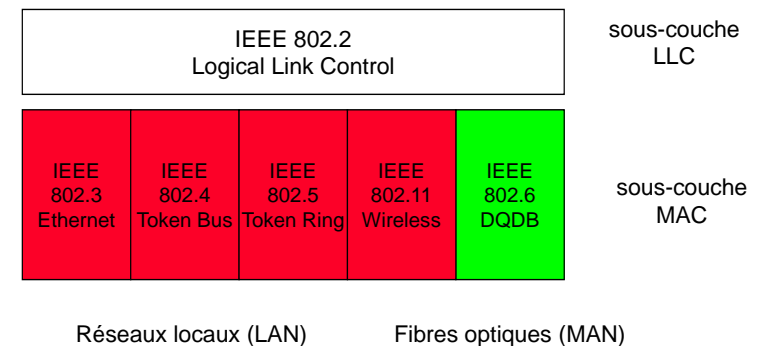 IEEE 802.2
Logical Link Control
sous-couche
LLC
IEEE
802.3
Ethernet
IEEE
802.4
Token Bus
IEEE
802.5
Token Ring
IEEE
802.11
Wireless
IEEE
802.6
DQDB
sous-couche
MAC
Réseaux locaux (LAN)
Fibres optiques (MAN)